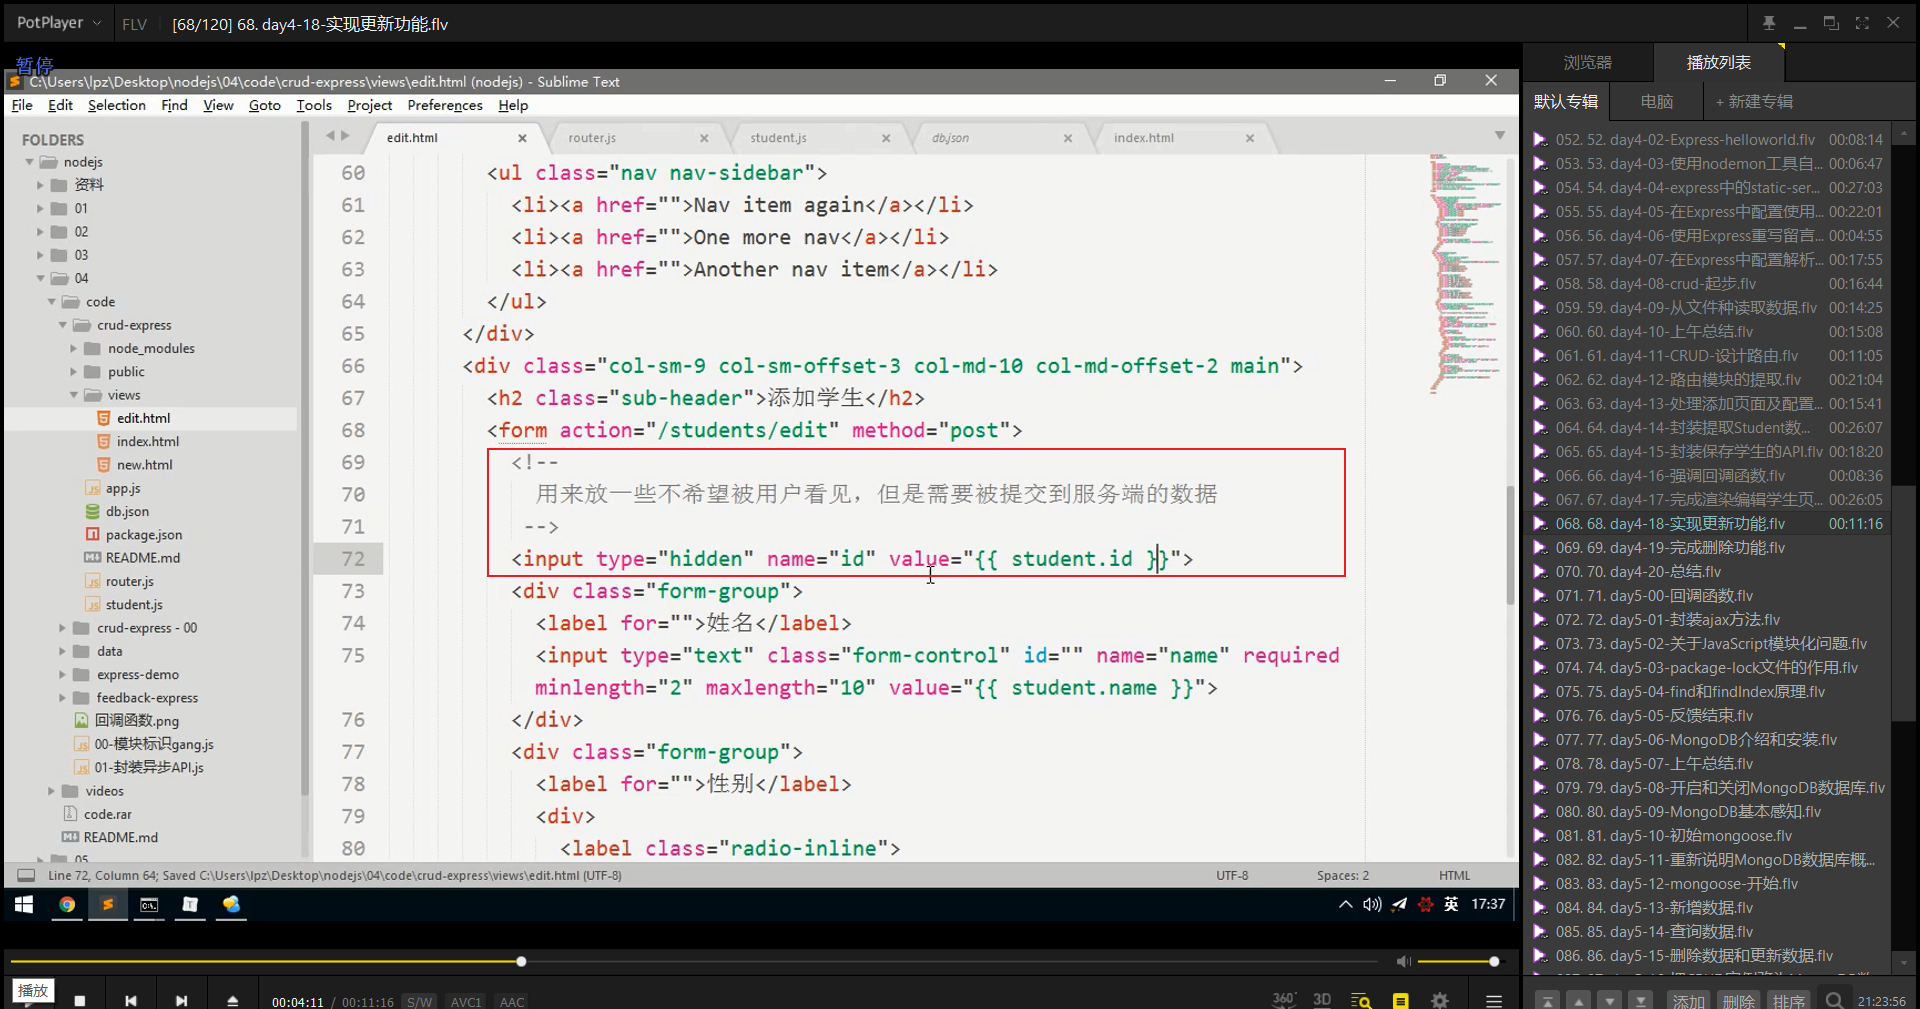 PotPlayer FLV [68/120] 68. day4-18-实现更新功能.flv
暂停
C:\Users\lpz\Desktop\nodejs\04\code\crud-express\views\edit.html (nodejs) - Sublime Text
File Edit Selection Find View Goto Tools Project Preferences Help
FOLDERS
nodejs
资料
01
02
03
04
code
crud-express
node_modules
public
views
edit.html
index.html
new.html
app.js
db.json
package.json
README.md
router.js
student.js
crud-express - 00
data
express-demo
feedback-express
回调函数.png
00-模块标识gang.js
01-封装异步API.js
videos
code.rar
README.md
05
edit.html router.js student.js db.json index.html
60 <ul class="nav nav-sidebar">
61 <li><a href="">Nav item again</a></li>
62 <li><a href="">One more nav</a></li>
63 <li><a href="">Another nav item</a></li>
64 </ul>
65 </div>
66 <div class="col-sm-9 col-sm-offset-3 col-md-10 col-md-offset-2 main">
67 <h2 class="sub-header">添加学生</h2>
68 <form action="/students/edit" method="post">
69 <!--
70 用来放一些不希望被用户看见，但是需要被提交到服务端的数据
71 -->
72 <input type="hidden" name="id" value="{{ student.id }}">
73 <div class="form-group">
74 <label for="">姓名</label>
75 <input type="text" class="form-control" id="" name="name" required
minlength="2" maxlength="10" value="{{ student.name }}">
76 </div>
77 <div class="form-group">
78 <label for="">性别</label>
79 <div>
80 <label class="radio-inline">
Line 72, Column 64; Saved C:\Users\lpz\Desktop\nodejs\04\code\crud-express\views\edit.html (UTF-8) UTF-8 Spaces: 2 HTML
英 17:37
播放
00:04:11 / 00:11:16 S/W AVC1 AAC 360° 3D
浏览器 播放列表
默认专辑 电脑 + 新建专辑
052. 52. day4-02-Express-helloworld.flv 00:08:14
053. 53. day4-03-使用nodemon工具自... 00:06:47
054. 54. day4-04-express中的static-ser... 00:27:03
055. 55. day4-05-在Express中配置使用... 00:22:01
056. 56. day4-06-使用Express重写留言... 00:04:55
057. 57. day4-07-在Express中配置解析... 00:17:55
058. 58. day4-08-crud-起步.flv 00:16:44
059. 59. day4-09-从文件种读取数据.flv 00:14:25
060. 60. day4-10-上午总结.flv 00:15:08
061. 61. day4-11-CRUD-设计路由.flv 00:11:05
062. 62. day4-12-路由模块的提取.flv 00:21:04
063. 63. day4-13-处理添加页面及配置... 00:15:41
064. 64. day4-14-封装提取Student数... 00:26:07
065. 65. day4-15-封装保存学生的API.flv 00:18:20
066. 66. day4-16-强调回调函数.flv 00:08:36
067. 67. day4-17-完成渲染编辑学生页... 00:26:05
068. 68. day4-18-实现更新功能.flv 00:11:16
069. 69. day4-19-完成删除功能.flv
070. 70. day4-20-总结.flv
071. 71. day5-00-回调函数.flv
072. 72. day5-01-封装ajax方法.flv
073. 73. day5-02-关于JavaScript模块化问题.flv
074. 74. day5-03-package-lock文件的作用.flv
075. 75. day5-04-find和findIndex原理.flv
076. 76. day5-05-反馈结束.flv
077. 77. day5-06-MongoDB介绍和安装.flv
078. 78. day5-07-上午总结.flv
079. 79. day5-08-开启和关闭MongoDB数据库.flv
080. 80. day5-09-MongoDB基本感知.flv
081. 81. day5-10-初始mongoose.flv
082. 82. day5-11-重新说明MongoDB数据库概...
083. 83. day5-12-mongoose-开始.flv
084. 84. day5-13-新增数据.flv
085. 85. day5-14-查询数据.flv
086. 86. day5-15-删除数据和更新数据.flv
添加 删除 排序 21:23:56